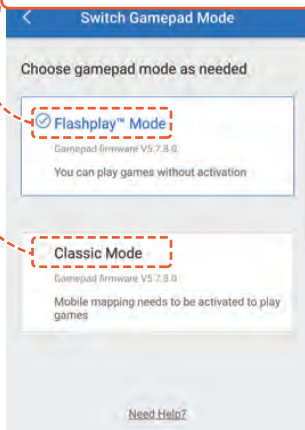 Switch Gamepad Mode
Choose gamepad mode as needed
Flashplay™ Mode
Gamepad firmware V5.7.8.0
You can play games without activation
Classic Mode
Gamepad firmware V5.7.8.0
Mobile mapping needs to be activated to play
games
Need Help?